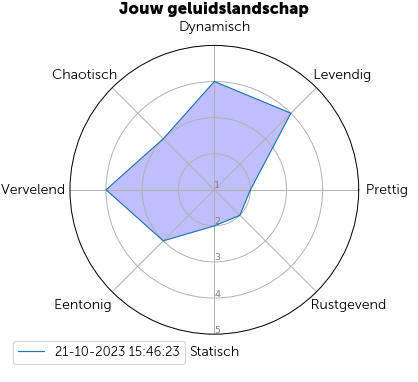 Jouw geluidslandschap
Dynamisch
Chaotisch
Levendig
Vervelend
1
Prettig
2
3
Eentonig
4
Rustgevend
5
21-10-2023 15:46:23
Statisch